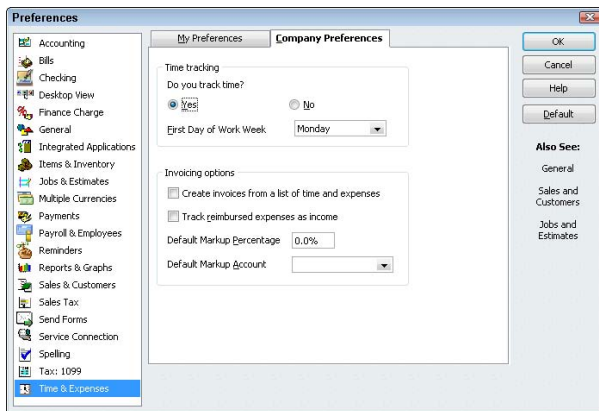 Preferences
Accounting
Bills
Checking
Desktop View
Finance Charge
General
Integrated Applications
Items & Inventory
Jobs & Estimates
Multiple Currencies
Payments
Payroll & Employees
Reminders
Reports & Graphs
Sales & Customers
Sales Tax
Send Forms
Service Connection
Spelling
Tax: 1099
Time & Expenses
My Preferences
Company Preferences
Time tracking
Do you track time?
Yes
No
First Day of Work Week
Monday
Invoicing options
Create invoices from a list of time and expenses
Track reimbursed expenses as income
Default Markup Percentage
0.0%
Default Markup Account
OK
Cancel
Help
Default
Also See:
General
Sales and
Customers
Jobs and
Estimates